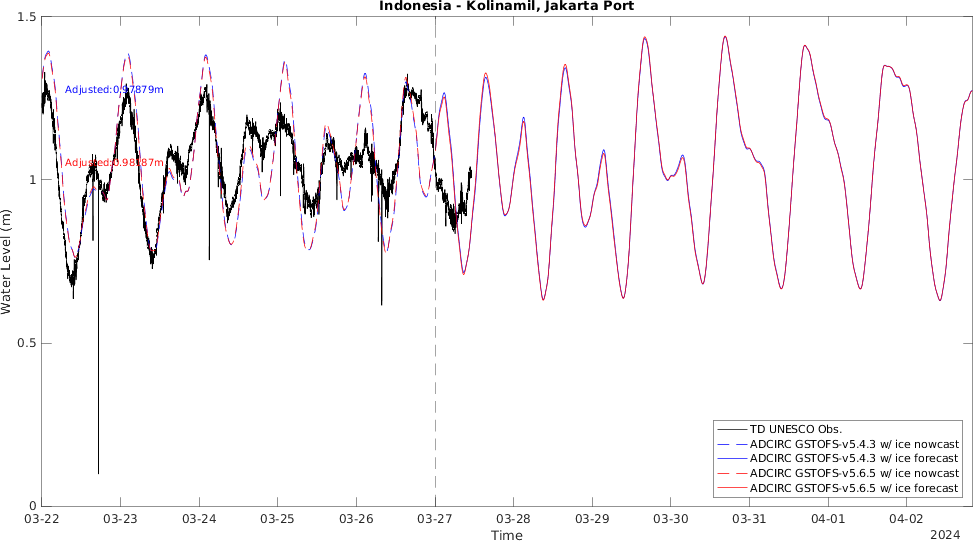 Indonesia - Kolinamil, Jakarta Port
1.5
Adjusted:0.97879m
Adjusted:0.98187m
1
Water Level (m)
0.5
TD UNESCO Obs.
ADCIRC GSTOFS-v5.4.3 w/ ice nowcast
ADCIRC GSTOFS-v5.4.3 w/ ice forecast
ADCIRC GSTOFS-v5.6.5 w/ ice nowcast
ADCIRC GSTOFS-v5.6.5 w/ ice forecast
0
03-22 03-23 03-24 03-25 03-26 03-27 03-28 03-29 03-30 03-31 04-01 04-02
Time
2024